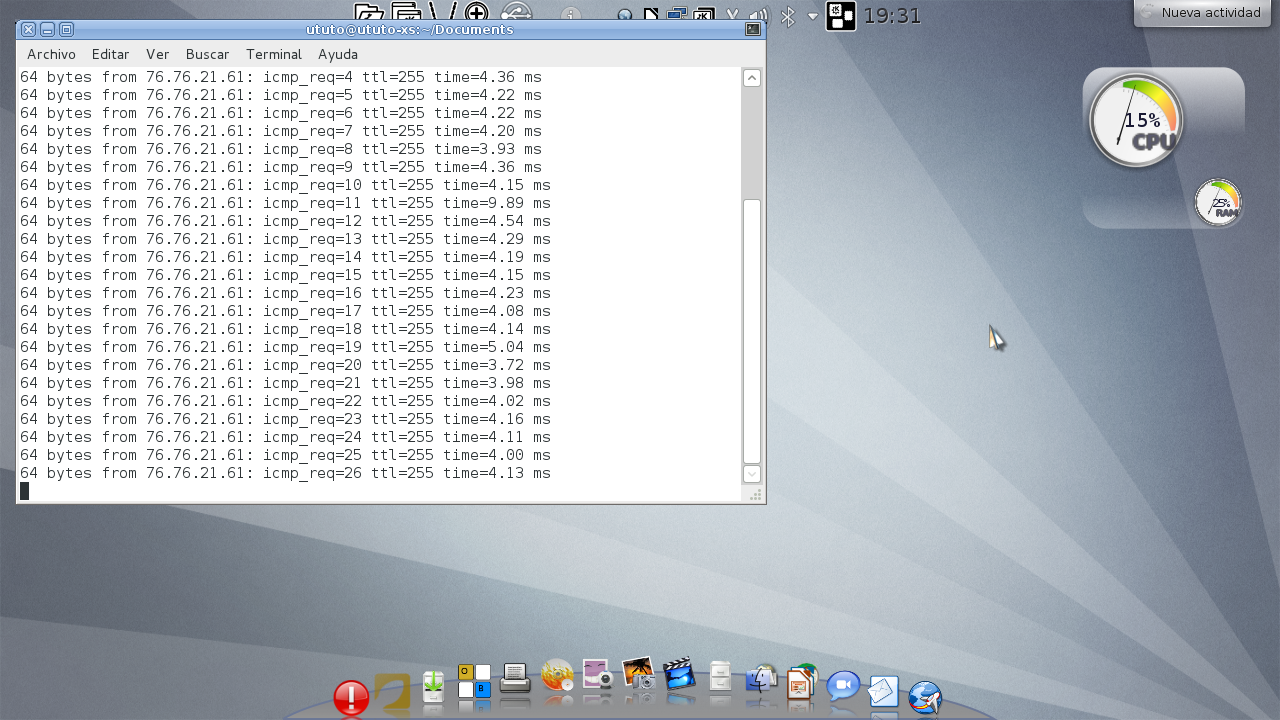 19:31
Nueva actividad
ututo@ututo-xs:~/Documents
Archivo Editar Ver Buscar Terminal Ayuda
64 bytes from 76.76.21.61: icmp_req=4 ttl=255 time=4.36 ms
64 bytes from 76.76.21.61: icmp_req=5 ttl=255 time=4.22 ms
64 bytes from 76.76.21.61: icmp_req=6 ttl=255 time=4.22 ms
64 bytes from 76.76.21.61: icmp_req=7 ttl=255 time=4.20 ms
64 bytes from 76.76.21.61: icmp_req=8 ttl=255 time=3.93 ms
64 bytes from 76.76.21.61: icmp_req=9 ttl=255 time=4.36 ms
64 bytes from 76.76.21.61: icmp_req=10 ttl=255 time=4.15 ms
64 bytes from 76.76.21.61: icmp_req=11 ttl=255 time=9.89 ms
64 bytes from 76.76.21.61: icmp_req=12 ttl=255 time=4.54 ms
64 bytes from 76.76.21.61: icmp_req=13 ttl=255 time=4.29 ms
64 bytes from 76.76.21.61: icmp_req=14 ttl=255 time=4.19 ms
64 bytes from 76.76.21.61: icmp_req=15 ttl=255 time=4.15 ms
64 bytes from 76.76.21.61: icmp_req=16 ttl=255 time=4.23 ms
64 bytes from 76.76.21.61: icmp_req=17 ttl=255 time=4.08 ms
64 bytes from 76.76.21.61: icmp_req=18 ttl=255 time=4.14 ms
64 bytes from 76.76.21.61: icmp_req=19 ttl=255 time=5.04 ms
64 bytes from 76.76.21.61: icmp_req=20 ttl=255 time=3.72 ms
64 bytes from 76.76.21.61: icmp_req=21 ttl=255 time=3.98 ms
64 bytes from 76.76.21.61: icmp_req=22 ttl=255 time=4.02 ms
64 bytes from 76.76.21.61: icmp_req=23 ttl=255 time=4.16 ms
64 bytes from 76.76.21.61: icmp_req=24 ttl=255 time=4.11 ms
64 bytes from 76.76.21.61: icmp_req=25 ttl=255 time=4.00 ms
64 bytes from 76.76.21.61: icmp_req=26 ttl=255 time=4.13 ms
15%
CPU
25%
RAM